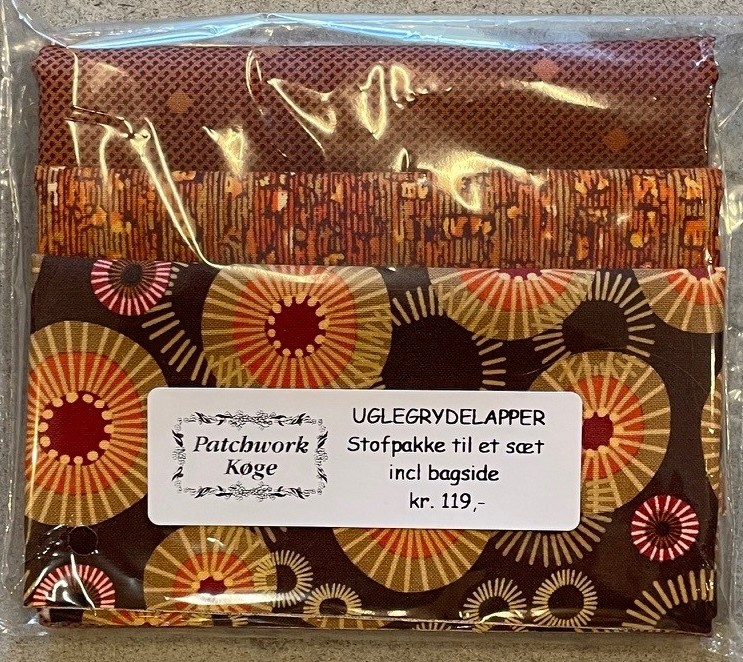 Patchwork
Køge
UGLEGRYDELAPPER
Stofpakke til et sæt
incl bagside
kr. 119,-